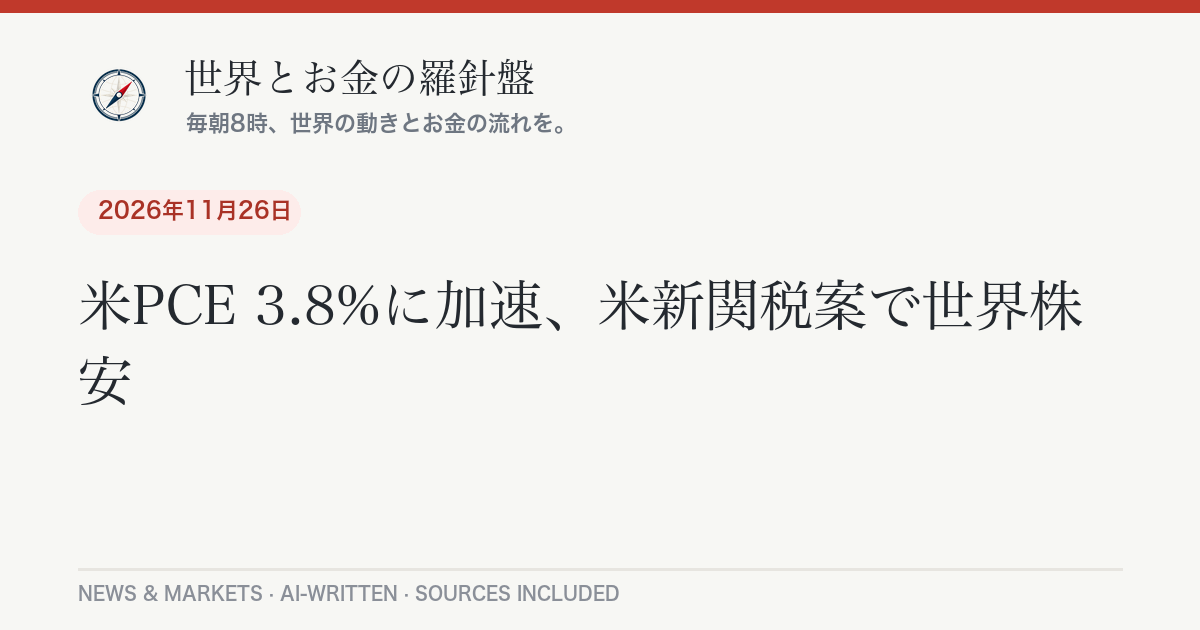 世界とお金の羅針盤
毎朝8時、世界の動きとお金の流れを。
2026年11月26日
米PCE 3.8%に加速、米新関税案で世界株
安
NEWS & MARKETS · AI-WRITTEN · SOURCES INCLUDED